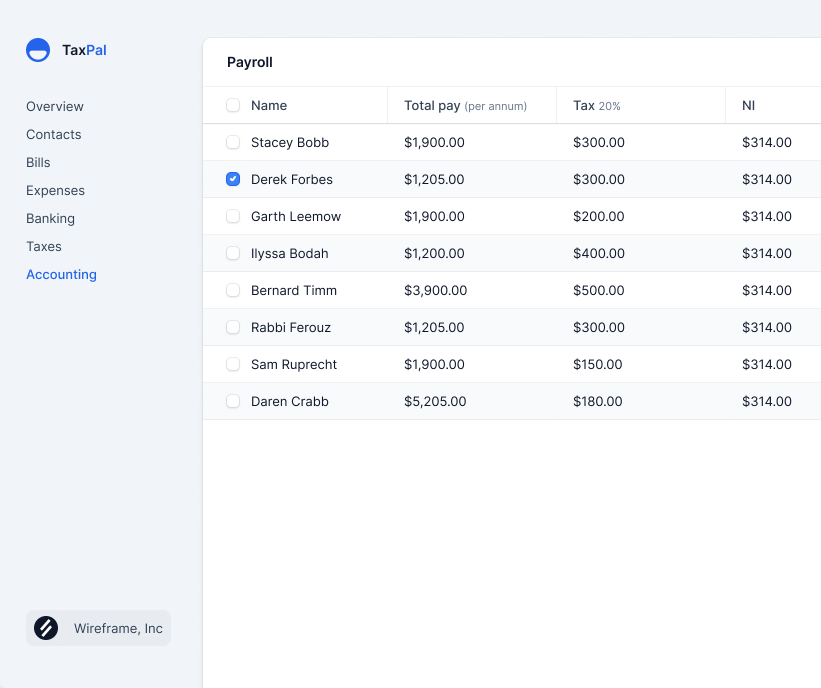 TaxPal
Overview
Contacts
Bills
Expenses
Banking
Taxes
Accounting
Wireframe, Inc
Payroll
Name Total pay (per annum) Tax 20% NI
Stacey Bobb $1,900.00 $300.00 $314.00
Derek Forbes $1,205.00 $300.00 $314.00
Garth Leemow $1,900.00 $200.00 $314.00
Ilyssa Bodah $1,200.00 $400.00 $314.00
Bernard Timm $3,900.00 $500.00 $314.00
Rabbi Ferouz $1,205.00 $300.00 $314.00
Sam Ruprecht $1,900.00 $150.00 $314.00
Daren Crabb $5,205.00 $180.00 $314.00